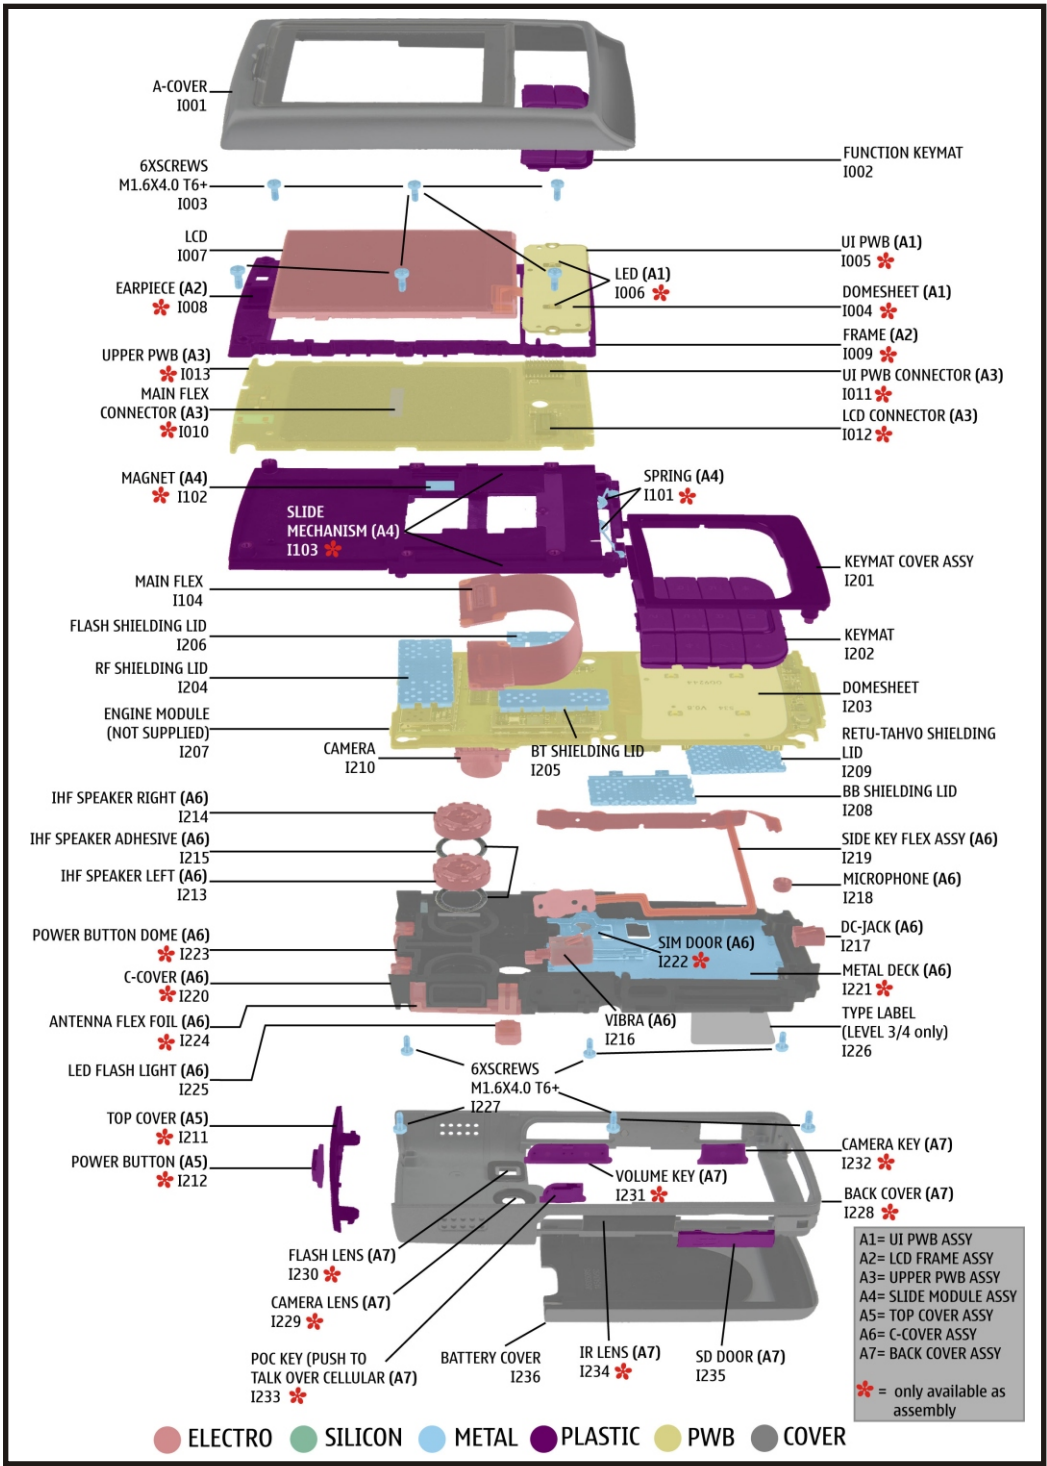 A-COVER
I001
FUNCTION KEYMAT
I002
6XSCREWS
M1.6X4.0 T6+
I003
LCD
I007
UI PWB (A1)
I005
LED (A1)
I006
EARPIECE (A2)
I008
DOMESHEET (A1)
I004
FRAME (A2)
I009
UPPER PWB (A3)
I013
UI PWB CONNECTOR (A3)
I011
MAIN FLEX
CONNECTOR (A3)
I010
LCD CONNECTOR (A3)
I012
MAGNET (A4)
I102
SPRING (A4)
I101
SLIDE
MECHANISM (A4)
I103
KEYMAT COVER ASSY
I201
MAIN FLEX
I104
FLASH SHIELDING LID
I206
KEYMAT
I202
RF SHIELDING LID
I204
DOMESHEET
I203
ENGINE MODULE
(NOT SUPPLIED)
I207
CAMERA
I210
BT SHIELDING LID
I205
RETU-TAHVO SHIELDING
LID
I209
BB SHIELDING LID
I208
IHF SPEAKER RIGHT (A6)
I214
IHF SPEAKER ADHESIVE (A6)
I215
SIDE KEY FLEX ASSY (A6)
I219
IHF SPEAKER LEFT (A6)
I213
MICROPHONE (A6)
I218
POWER BUTTON DOME (A6)
I223
DC-JACK (A6)
I217
SIM DOOR (A6)
I222
C-COVER (A6)
I220
METAL DECK (A6)
I221
ANTENNA FLEX FOIL (A6)
I224
VIBRA (A6)
I216
TYPE LABEL
(LEVEL 3/4 only)
I226
LED FLASH LIGHT (A6)
I225
6XSCREWS
M1.6X4.0 T6+
I227
TOP COVER (A5)
I211
POWER BUTTON (A5)
I212
CAMERA KEY (A7)
I232
VOLUME KEY (A7)
I231
BACK COVER (A7)
I228
FLASH LENS (A7)
I230
CAMERA LENS (A7)
I229
POC KEY (PUSH TO
TALK OVER CELLULAR (A7)
I233
BATTERY COVER
I236
IR LENS (A7)
I234
SD DOOR (A7)
I235
A1= UI PWB ASSY
A2= LCD FRAME ASSY
A3= UPPER PWB ASSY
A4= SLIDE MODULE ASSY
A5= TOP COVER ASSY
A6= C-COVER ASSY
A7= BACK COVER ASSY
= only available as
assembly
ELECTRO SILICON METAL PLASTIC PWB COVER